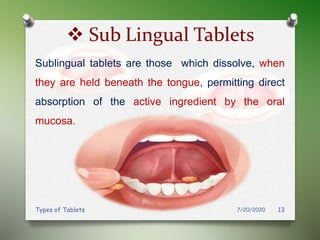 ❖ Sub Lingual Tablets
Sublingual tablets are those which dissolve, when
they are held beneath the tongue, permitting direct
absorption of the active ingredient by the oral
mucosa.
Types of Tablets 7/20/2020 13